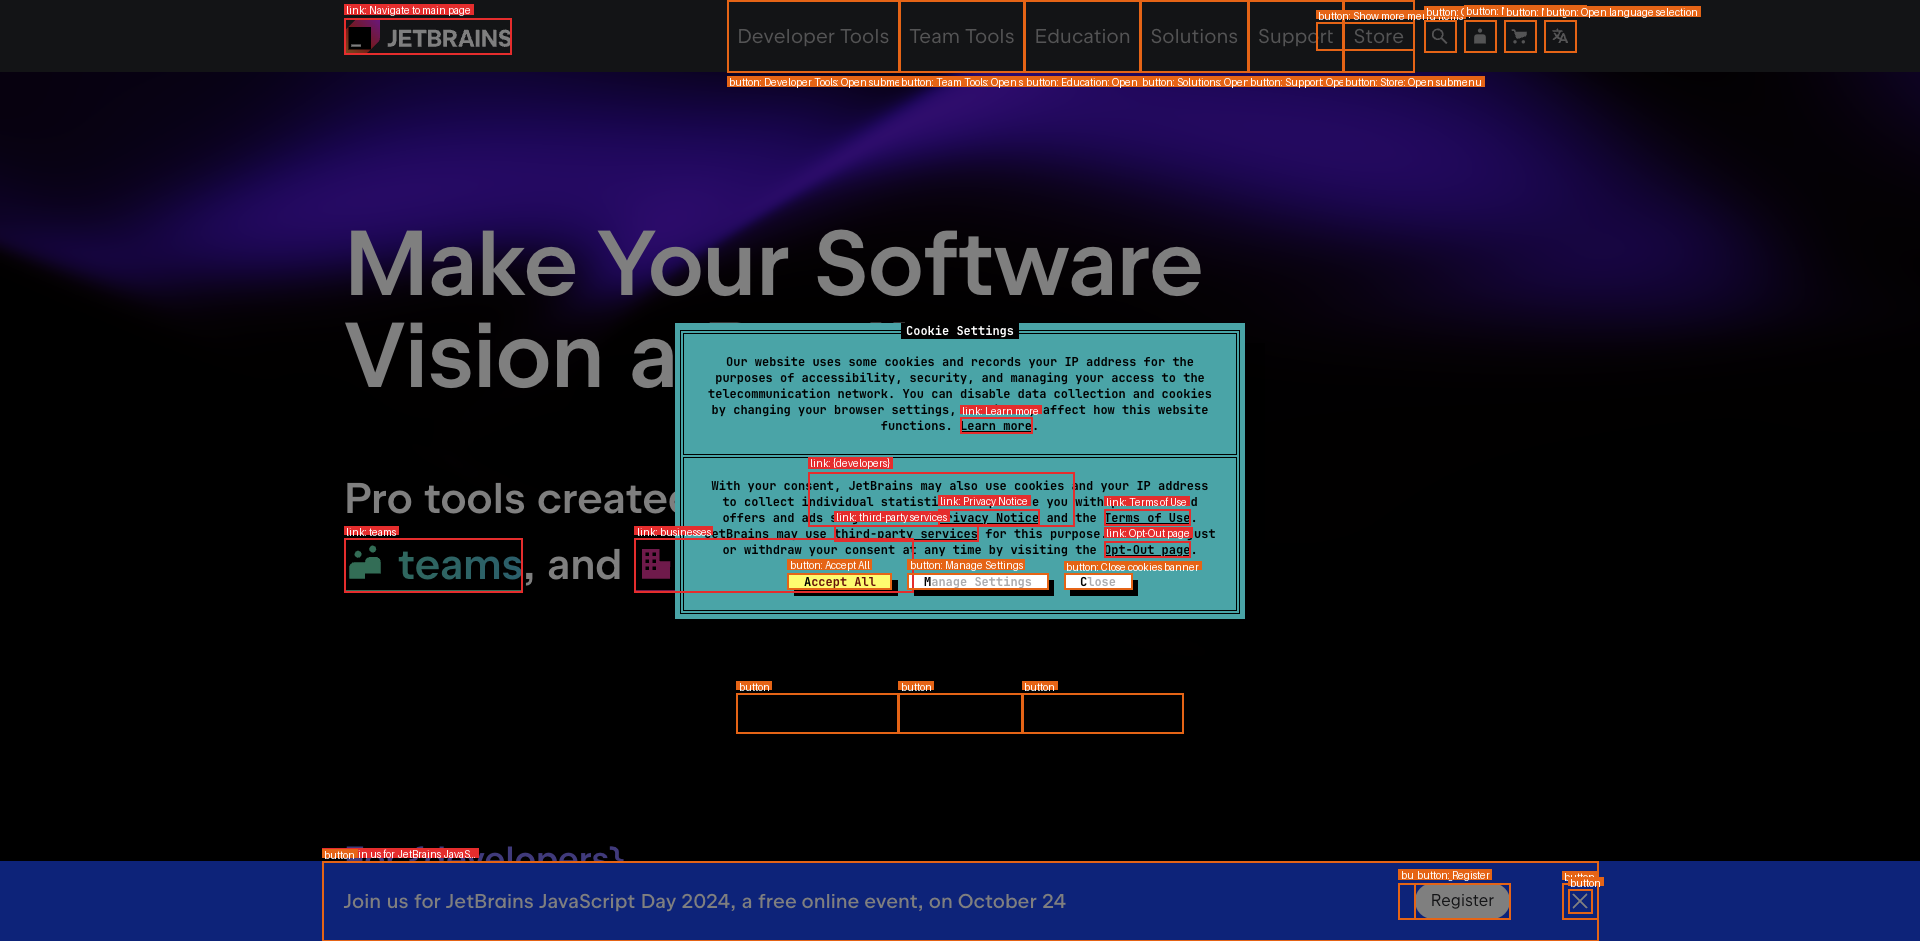 link: Navigate to main page
JETBRAINS
Developer Tools
Team Tools
Education
Solutions
Support
Store
button: Show more menu items
button: Open language selection
button: Developer Tools: Open subme
button: Team Tools: Open s
button: Education: Open
button: Solutions: Oper
button: Support: Ope
button: Store: Open submenu
Make Your Software
Vision a
Cookie Settings
Our website uses some cookies and records your IP address for the
purposes of accessibility, security, and managing your access to the
telecommunication network. You can disable data collection and cookies
by changing your browser settings, affect how this website
link: Learn more
functions. Learn more.
link: {developers}
With your consent, JetBrains may also use cookies and your IP address
to collect individual statisti e you with d
link: Privacy Notice
link: Terms of Use
offers and ads ivacy Notice and the Terms of Use.
link: third-party services
etBrains may use third-party services for this purpose. ust
link: Opt-Out page
or withdraw your consent at any time by visiting the Opt-Out page.
button: Accept All
button: Manage Settings
button: Close cookies banner
Accept All
Manage Settings
Close
Pro tools create
link: teams
link: businesses
teams, and
button
button
button
{developers}
button
in us for JetBrains JavaS...
Join us for JetBrains JavaScript Day 2024, a free online event, on October 24
button: Register
Register
button
button